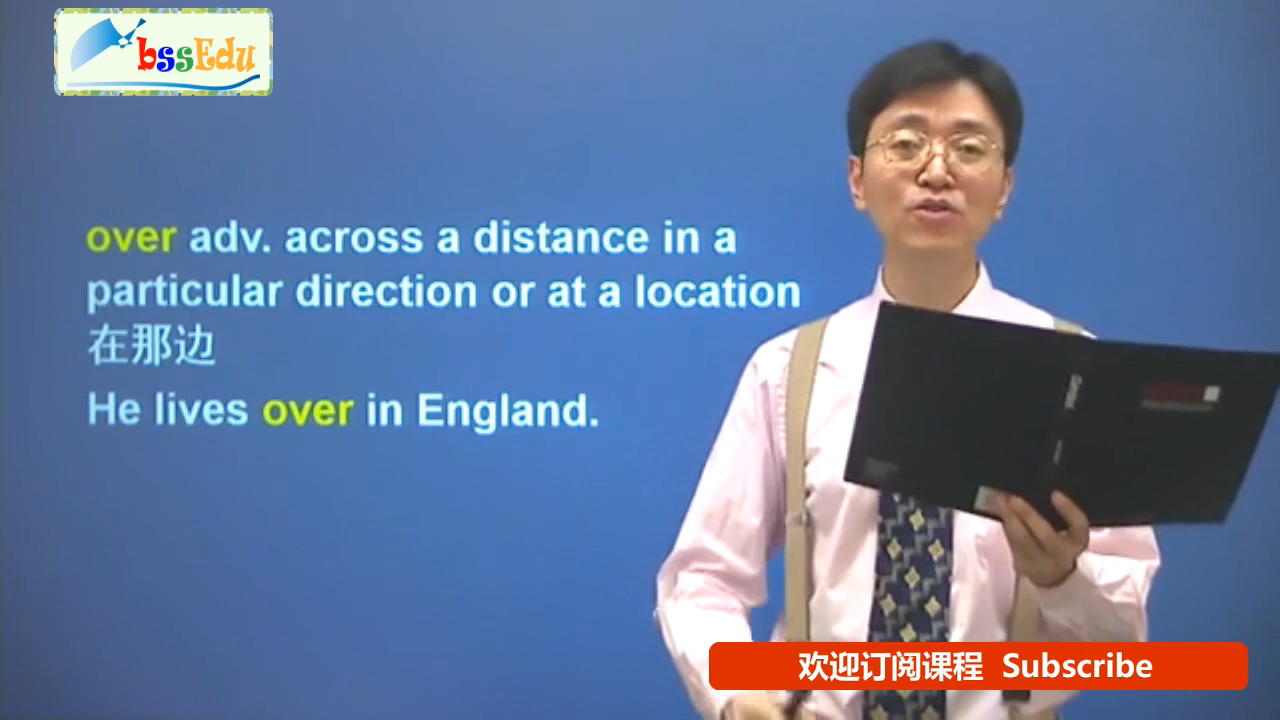 bssEdu
over adv. across a distance in a
particular direction or at a location
在那边
He lives over in England.
欢迎订阅课程 Subscribe